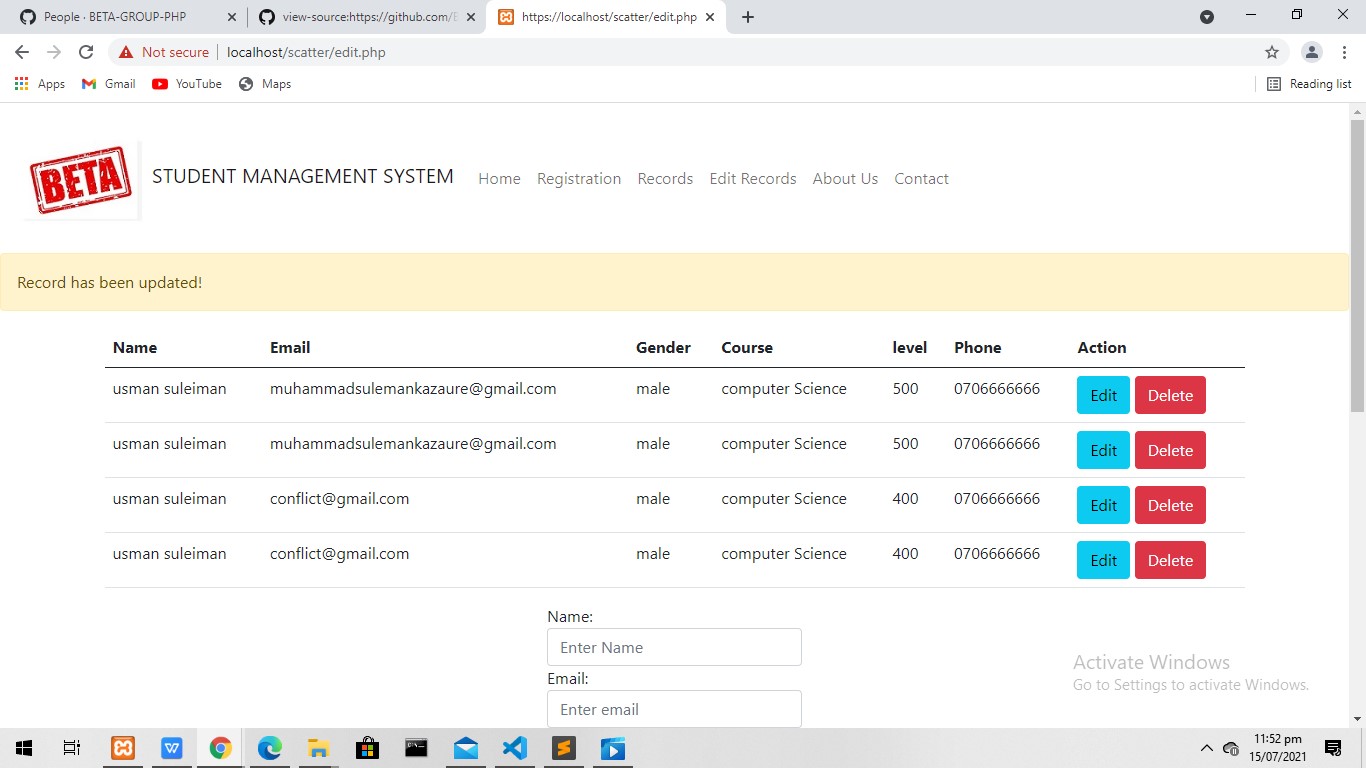 People · BETA-GROUP-PHP
view-source:https://github.com/
https://localhost/scatter/edit.php
Not secure
localhost/scatter/edit.php
Apps
Gmail
YouTube
Maps
Reading list
BETA
STUDENT MANAGEMENT SYSTEM
Home Registration Records Edit Records About Us Contact
Record has been updated!
Name Email Gender Course level Phone Action
usman suleiman muhammadsulemankazaure@gmail.com male computer Science 500 0706666666 Edit Delete
usman suleiman muhammadsulemankazaure@gmail.com male computer Science 500 0706666666 Edit Delete
usman suleiman conflict@gmail.com male computer Science 400 0706666666 Edit Delete
usman suleiman conflict@gmail.com male computer Science 400 0706666666 Edit Delete
Name:
Enter Name
Email:
Enter email
Activate Windows
Go to Settings to activate Windows.
11:52 pm
15/07/2021